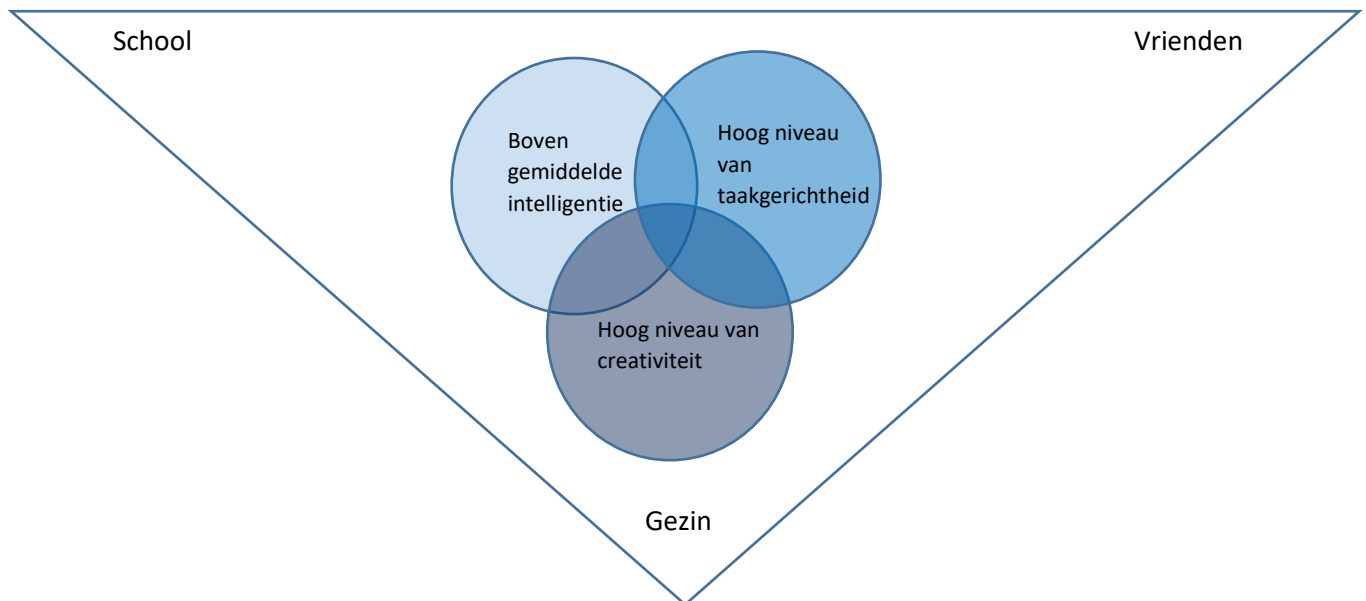 School
Vrienden
Boven
gemiddelde
intelligentie
Hoog niveau
van
taakgerichtheid
Hoog niveau van
creativiteit
Gezin